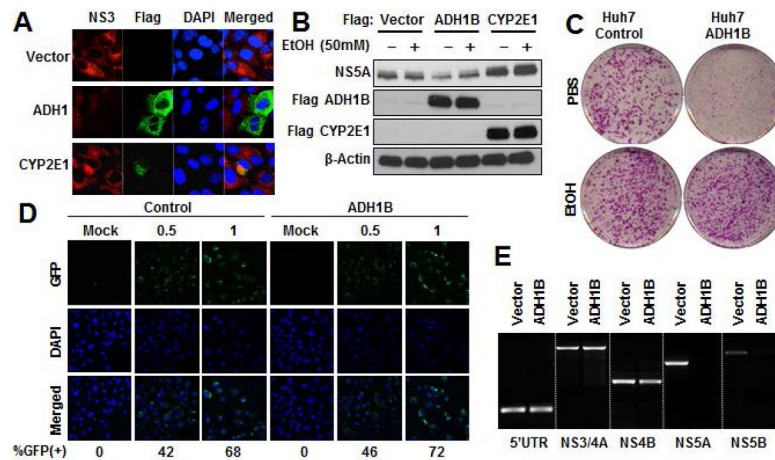 A
NS3 Flag DAPI Merged
Vector
ADH1
CYP2E1
B
Flag: Vector ADH1B CYP2E1
EtOH (50mM) – + – + – +
NS5A
Flag ADH1B
Flag CYP2E1
β-Actin
C
Huh7 Control
Huh7 ADH1B
PBS
EtOH
D
Control ADH1B
Mock 0.5 1 Mock 0.5 1
GFP
DAPI
Merged
%GFP(+) 0 42 68 0 46 72
E
Vector ADH1B Vector ADH1B Vector ADH1B Vector ADH1B Vector ADH1B
5'UTR NS3/4A NS4B NS5A NS5B